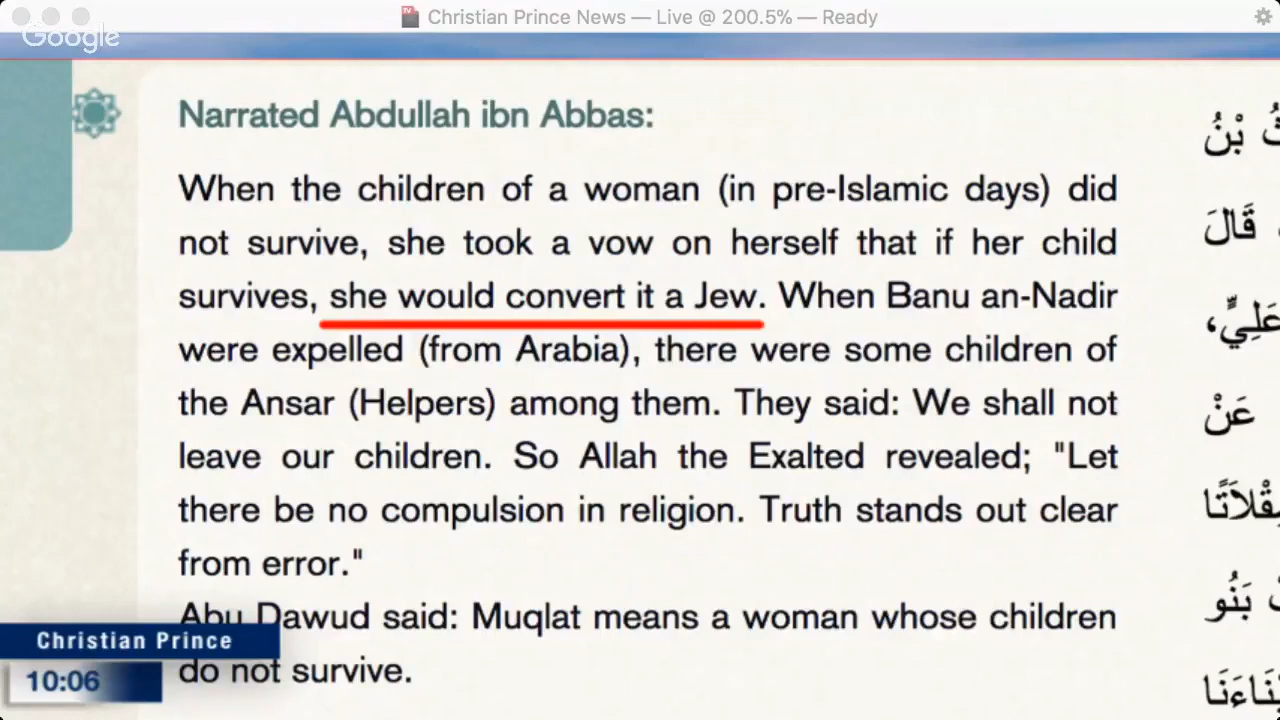 Christian Prince News — Live @ 200.5% — Ready
Google
Narrated Abdullah ibn Abbas:
When the children of a woman (in pre-Islamic days) did
not survive, she took a vow on herself that if her child
survives, she would convert it a Jew. When Banu an-Nadir
were expelled (from Arabia), there were some children of
the Ansar (Helpers) among them. They said: We shall not
leave our children. So Allah the Exalted revealed; "Let
there be no compulsion in religion. Truth stands out clear
from error."
Abu Dawud said: Muqlat means a woman whose children
do not survive.
بْنُ
قَالَ
عَلِيٍّ،
عَنْ
بَنُو
Christian Prince
10:06